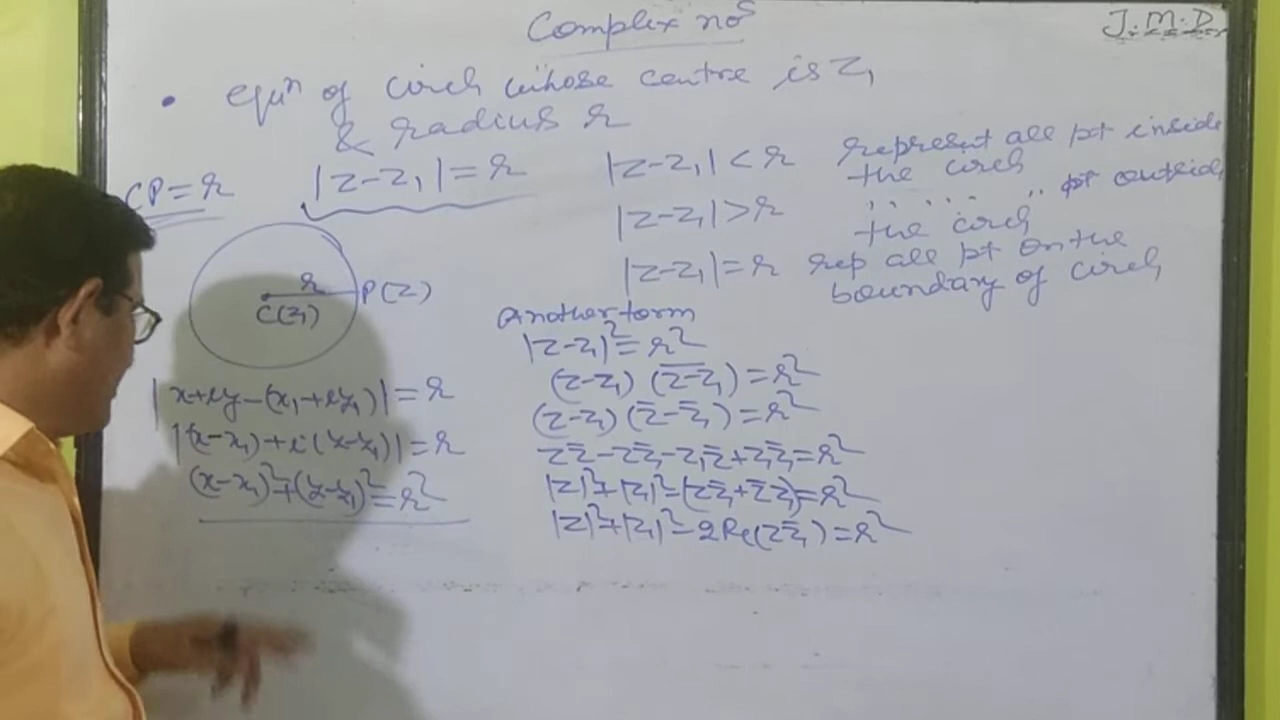 Complex noˢ
J.M.D.
• equⁿ of circle whose centre is z₁
& radius r
CP=r
|z-z₁|=r
|z-z₁|<r represent all pt inside
the circle
|z-z₁|>r ,, ,, ,, ,, pt outside
the circle
|z-z₁|=r rep all pt on the
boundary of circle
r
C(z₁)
P(z)
|x+iy-(x₁+iy₁)|=r
|(x-x₁)+i(y-y₁)|=r
(x-x₁)²+(y-y₁)²=r²
Another form
|z-z₁|²=r²
(z-z₁)(\overline{z-z₁})=r²
(z-z₁)(z̄-z̄₁)=r²
zz̄-zz̄₁-z₁z̄+z₁z̄₁=r²
|z|²+|z₁|²-(zz̄₁+z̄z₁)=r²
|z|²+|z₁|²-2Re(zz̄₁)=r²